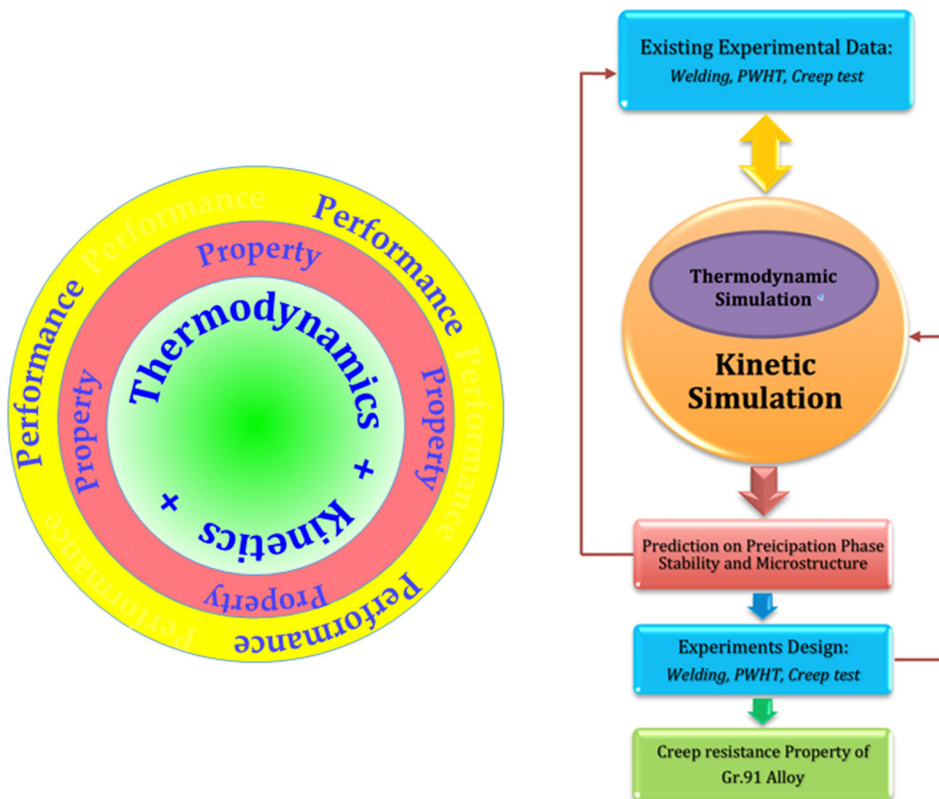 Performance
Performance
Performance
Performance
Performance
Performance
Property
Property
Property
Property
Thermodynamics + Kinetics +
Existing Experimental Data:
Welding, PWHT, Creep test
Thermodynamic
Simulation
Kinetic
Simulation
Prediction on Preicipation Phase
Stability and Microstructure
Experiments Design:
Welding, PWHT, Creep test
Creep resistance Property of
Gr.91 Alloy